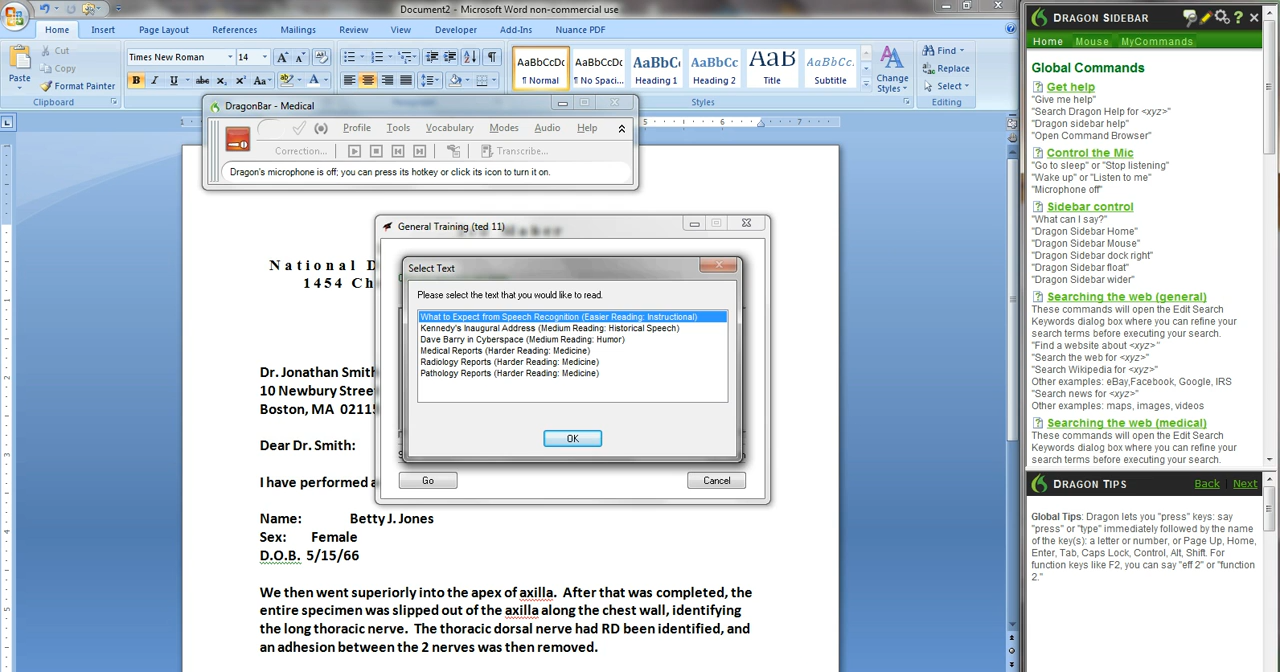 Document2 - Microsoft Word non-commercial use
Home Insert Page Layout References Mailings Review View Developer Add-Ins Nuance PDF
Paste
Cut
Copy
Format Painter
Clipboard
Times New Roman 14
AaBbCcDc
¶ Normal
AaBbCcDc
¶ No Spaci...
AaBbC
Heading 1
AaBbCc
Heading 2
AaB
Title
AaBbCc.
Subtitle
Change
Styles
Styles
Find
Replace
Select
Editing
DragonBar - Medical
Profile Tools Vocabulary Modes Audio Help
Correction... Transcribe...
Dragon's microphone is off; you can press its hotkey or click its icon to turn it on.
General Training (ted 11)
Select Text
Please select the text that you would like to read.
What to Expect from Speech Recognition (Easier Reading: Instructional)
Kennedy's Inaugural Address (Medium Reading: Historical Speech)
Dave Barry in Cyberspace (Medium Reading: Humor)
Medical Reports (Harder Reading: Medicine)
Radiology Reports (Harder Reading: Medicine)
Pathology Reports (Harder Reading: Medicine)
OK
Go Cancel
National D
1454 Ch
Dr. Jonathan Smith
10 Newbury Stree
Boston, MA 0211
Dear Dr. Smith:
I have performed a
Name: Betty J. Jones
Sex: Female
D.O.B. 5/15/66
We then went superiorly into the apex of axilla. After that was completed, the
entire specimen was slipped out of the axilla along the chest wall, identifying
the long thoracic nerve. The thoracic dorsal nerve had RD been identified, and
an adhesion between the 2 nerves was then removed.
DRAGON SIDEBAR
Home Mouse MyCommands
Global Commands
Get help
"Give me help"
"Search Dragon Help for <xyz>"
"Dragon sidebar help"
"Open Command Browser"
Control the Mic
"Go to sleep" or "Stop listening"
"Wake up" or "Listen to me"
"Microphone off"
Sidebar control
"What can I say?"
"Dragon Sidebar Home"
"Dragon Sidebar Mouse"
"Dragon Sidebar dock right"
"Dragon Sidebar float"
"Dragon Sidebar wider"
Searching the web (general)
These commands will open the Edit Search
Keywords dialog box where you can refine your
search terms before executing your search.
"Find a website about <xyz>"
"Search the web for <xyz>"
"Search Wikipedia for <xyz>"
Other examples: eBay,Facebook, Google, IRS
"Search news for <xyz>"
Other examples: maps, images, videos
Searching the web (medical)
These commands will open the Edit Search
Keywords dialog box where you can refine your
search terms before executing your search.
DRAGON TIPS Back Next
Global Tips: Dragon lets you "press" keys: say
"press" or "type" immediately followed by the name
of the key(s): a letter or number, or Page Up, Home,
Enter, Tab, Caps Lock, Control, Alt, Shift. For
function keys like F2, you can say "eff 2" or "function
2."